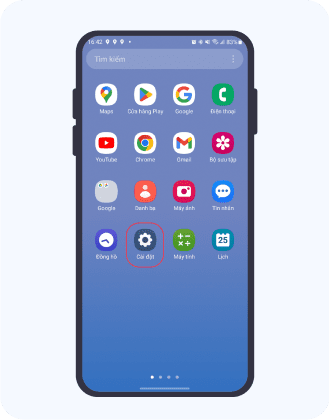 16:42
83%
Tìm kiếm
Maps Cửa hàng Play Google Điện thoại
YouTube Chrome Gmail Bộ sưu tập
Google Danh bạ Máy ảnh Tin nhắn
25
Đồng hồ Cài đặt Máy tính Lịch